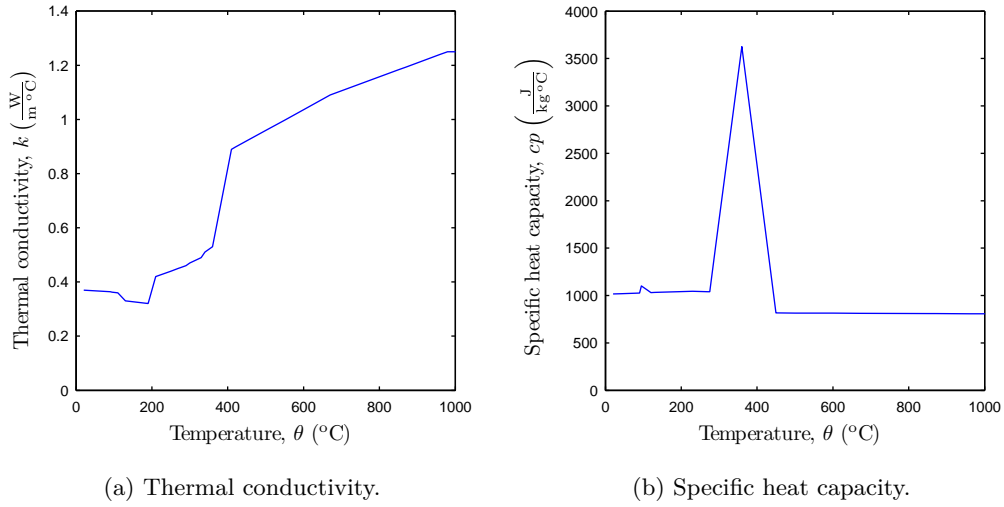 1.4
1.2
1
0.8
0.6
0.4
0.2
0
0 200 400 600 800 1000
Temperature, θ (°C)
Thermal conductivity, k (W/m °C)
(a) Thermal conductivity.
4000
3500
3000
2500
2000
1500
1000
500
0
0 200 400 600 800 1000
Temperature, θ (°C)
Specific heat capacity, cp (J/kg °C)
(b) Specific heat capacity.